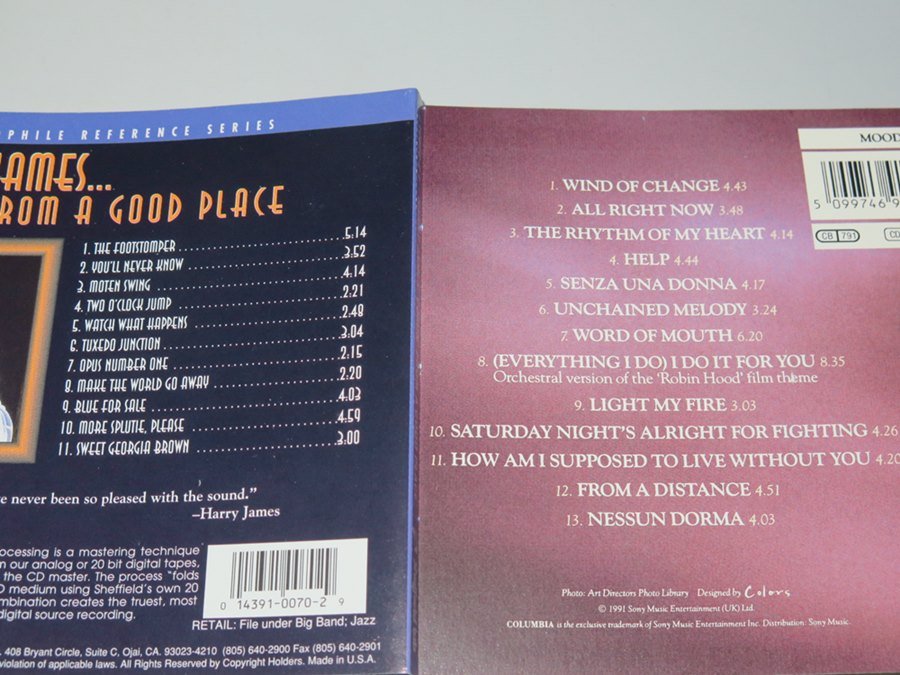 OPHILE REFERENCE SERIES
JAMES...
ROM A GOOD PLACE
1. THE FOOTSTOMPER 5:14
2. YOU'LL NEVER KNOW 3:52
3. MOTEN SWING 4:14
4. TWO O'CLOCK JUMP 2:21
5. WATCH WHAT HAPPENS 2:48
6. TUXEDO JUNCTION 3:04
7. OPUS NUMBER ONE 2:15
8. MAKE THE WORLD GO AWAY 2:20
9. BLUE FOR SALE 4:03
10. MORE SPLUTIE, PLEASE 4:59
11. SWEET GEORGIA BROWN 3:00
ve never been so pleased with the sound."
–Harry James
ocessing is a mastering technique
n our analog or 20 bit digital tapes,
the CD master. The process "folds
D medium using Sheffield's own 20
mbination creates the truest, most
digital source recording.
0 14391-0070-2 9
RETAIL: File under Big Band; Jazz
. 408 Bryant Circle, Suite C, Ojai, CA. 93023-4210 (805) 640-2900 Fax (805) 640-2901
violation of applicable laws. All Rights Reserved by Copyright Holders. Made in U.S.A.
MOOD
5 099746 9
CB 791
CD
1. WIND OF CHANGE 4.43
2. ALL RIGHT NOW 3.48
3. THE RHYTHM OF MY HEART 4.14
4. HELP 4.44
5. SENZA UNA DONNA 4.17
6. UNCHAINED MELODY 3.24
7. WORD OF MOUTH 6.20
8. (EVERYTHING I DO) I DO IT FOR YOU 8.35
Orchestral version of the 'Robin Hood' film theme
9. LIGHT MY FIRE 3.03
10. SATURDAY NIGHT'S ALRIGHT FOR FIGHTING 4.26
11. HOW AM I SUPPOSED TO LIVE WITHOUT YOU 4.20
12. FROM A DISTANCE 4.51
13. NESSUN DORMA 4.03
Photo: Art Directors Photo Library Designed by Colors
© 1991 Sony Music Entertainment (UK) Ltd.
COLUMBIA is the exclusive trademark of Sony Music Entertainment Inc. Distribution: Sony Music.